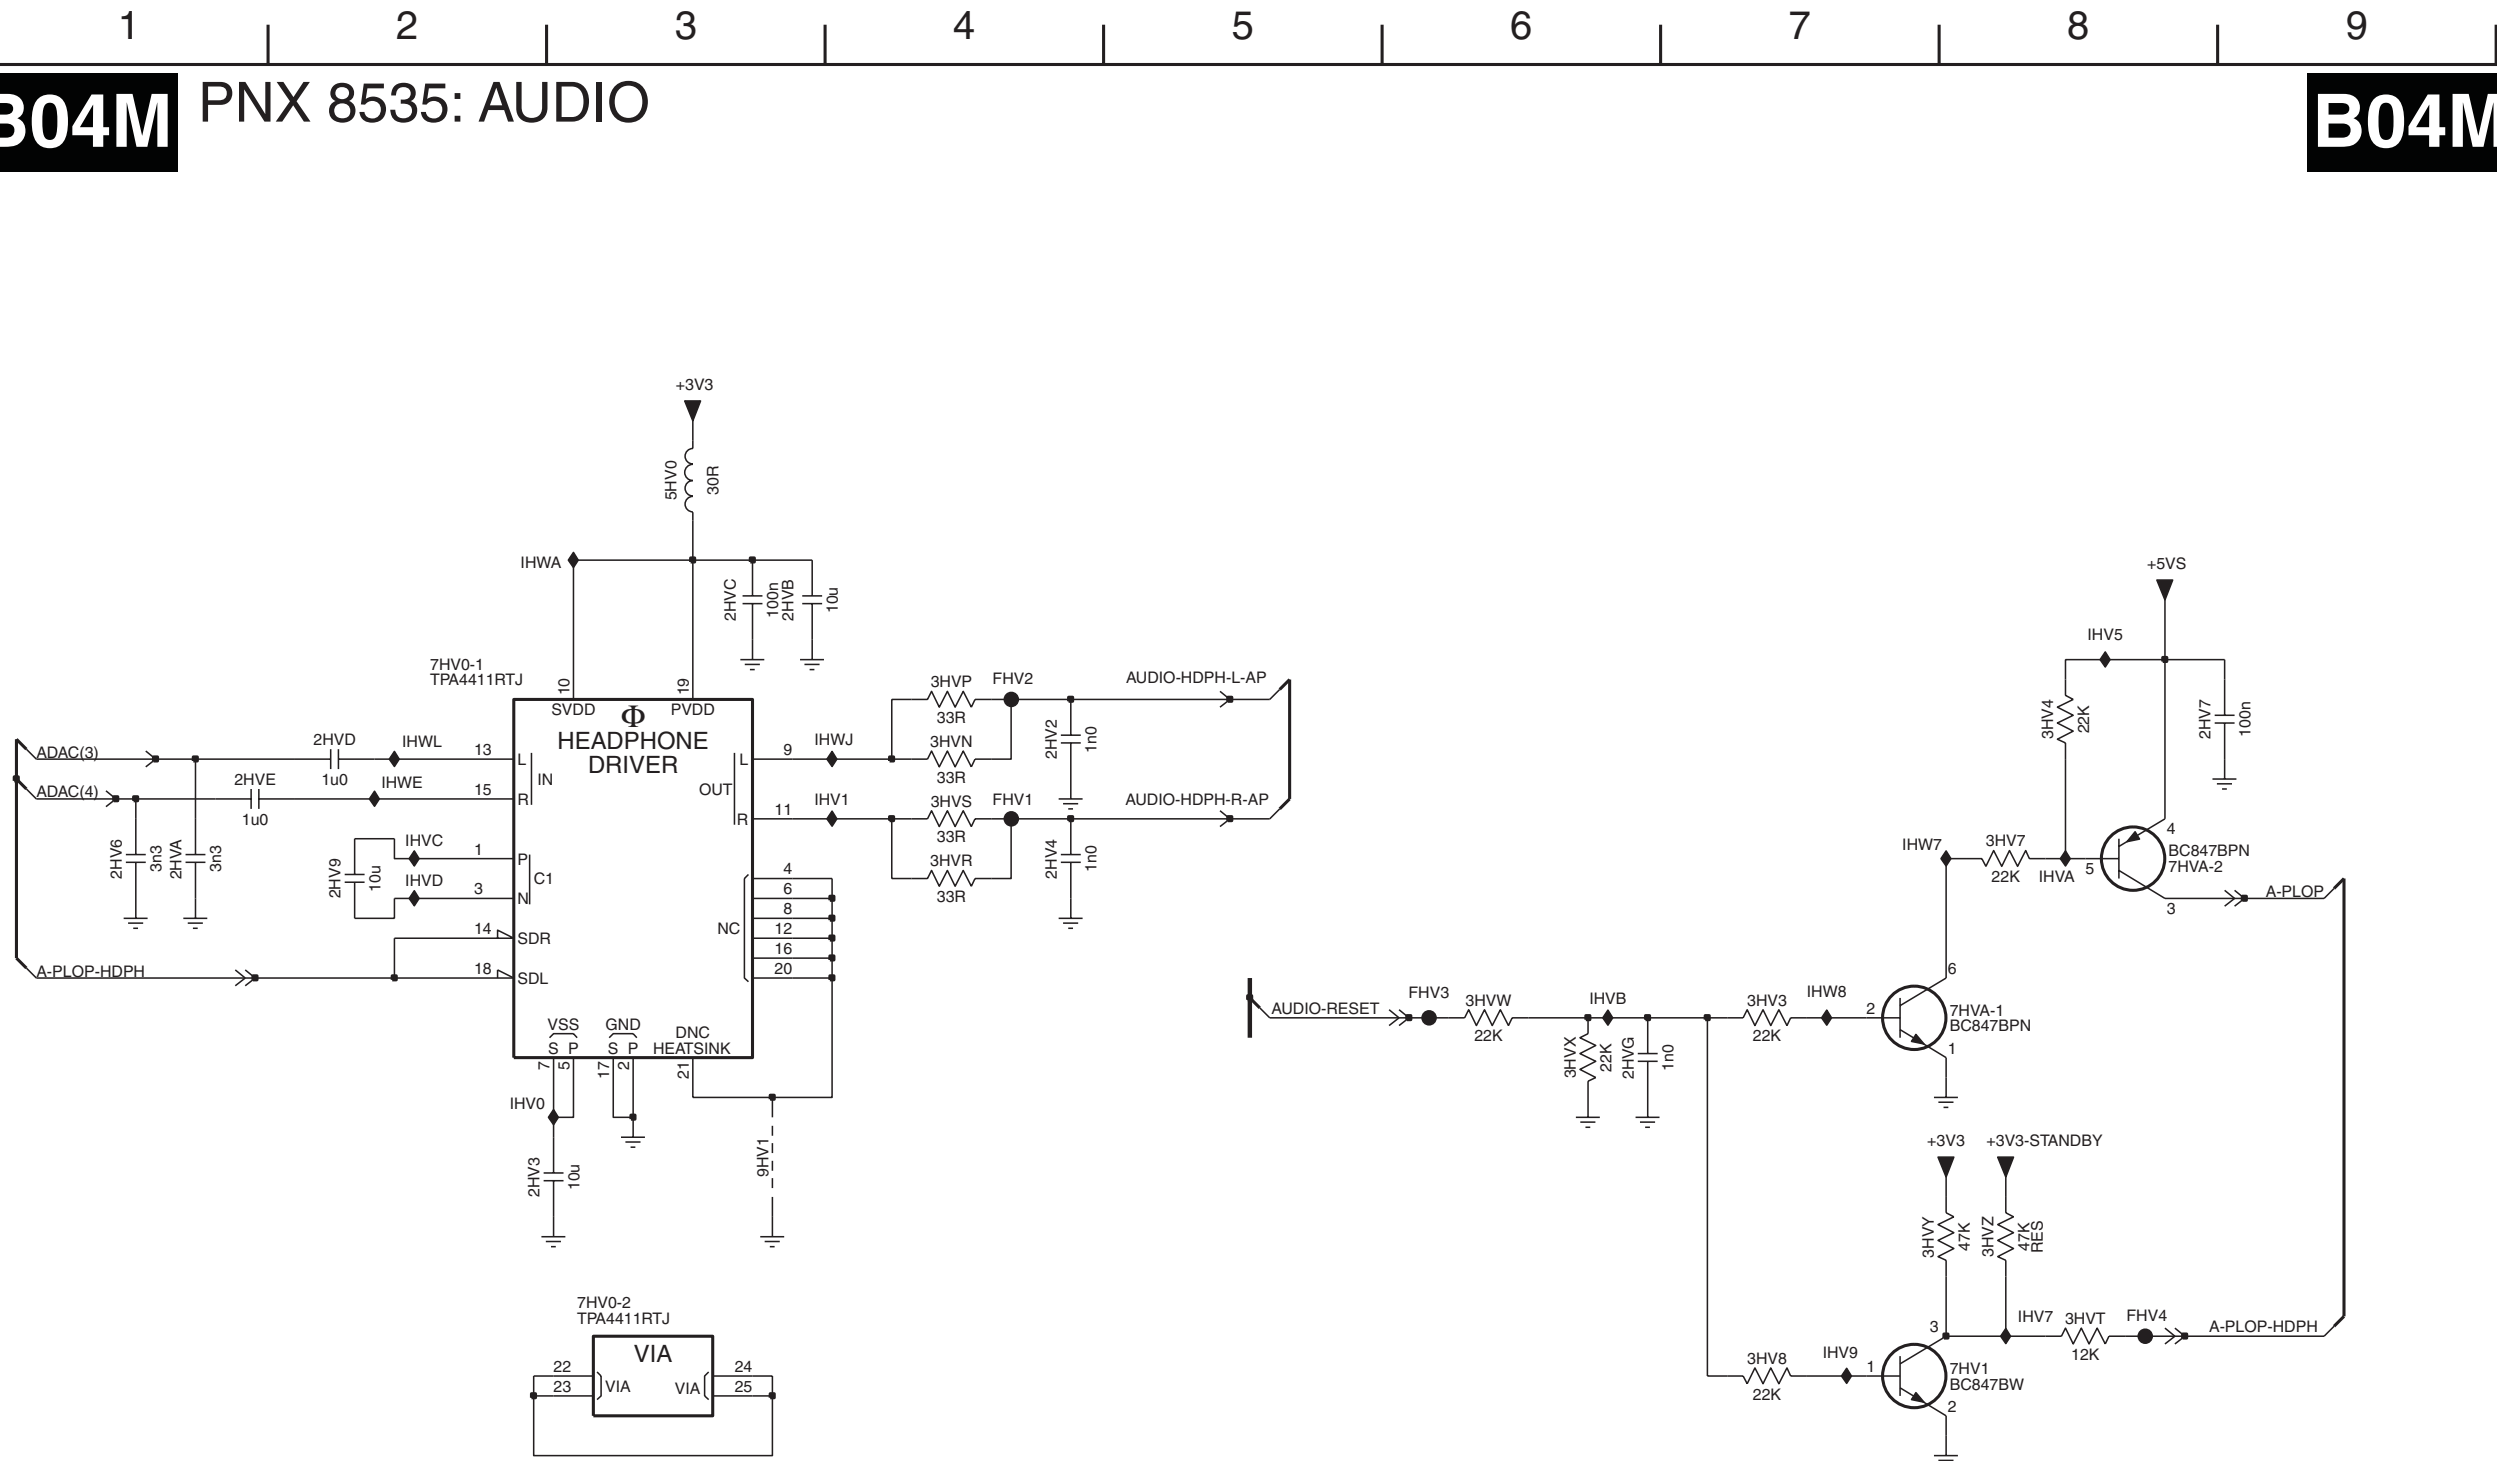 1 2 3 4 5 6 7 8 9
B04M PNX 8535: AUDIO B04M
+3V3
5HV0
30R
IHWA
2HVC
100n
2HVB
10u
7HV0-1
TPA4411RTJ
10
19
SVDD
Φ
PVDD
HEADPHONE
DRIVER
ADAC(3)
2HVD
1u0
IHWL
13
L
IN
ADAC(4)
2HVE
1u0
IHWE
15
R
2HV6
3n3
2HVA
3n3
2HV9
10u
IHVC
1
P
C1
IHVD
3
N
14
SDR
A-PLOP-HDPH
18
SDL
L
OUT
R
9
IHWJ
11
IHV1
3HVP
33R
FHV2
3HVN
33R
2HV2
1n0
AUDIO-HDPH-L-AP
3HVS
33R
FHV1
3HVR
33R
2HV4
1n0
AUDIO-HDPH-R-AP
NC
4
6
8
12
16
20
VSS
S P
GND
S P
DNC
HEATSINK
7
5
17
2
21
IHV0
2HV3
10u
9HV1
7HV0-2
TPA4411RTJ
VIA
22
23
VIA
VIA
24
25
+5VS
IHV5
3HV4
22K
2HV7
100n
IHW7
3HV7
22K
IHVA
5
4
BC847BPN
7HVA-2
3
A-PLOP
AUDIO-RESET
FHV3
3HVW
22K
IHVB
3HVX
22K
2HVG
1n0
3HV3
22K
IHW8
2
6
7HVA-1
BC847BPN
1
+3V3
+3V3-STANDBY
3HVY
47K
3HVZ
47K
RES
3
IHV7
3HVT
12K
FHV4
A-PLOP-HDPH
3HV8
22K
IHV9
1
7HV1
BC847BW
2